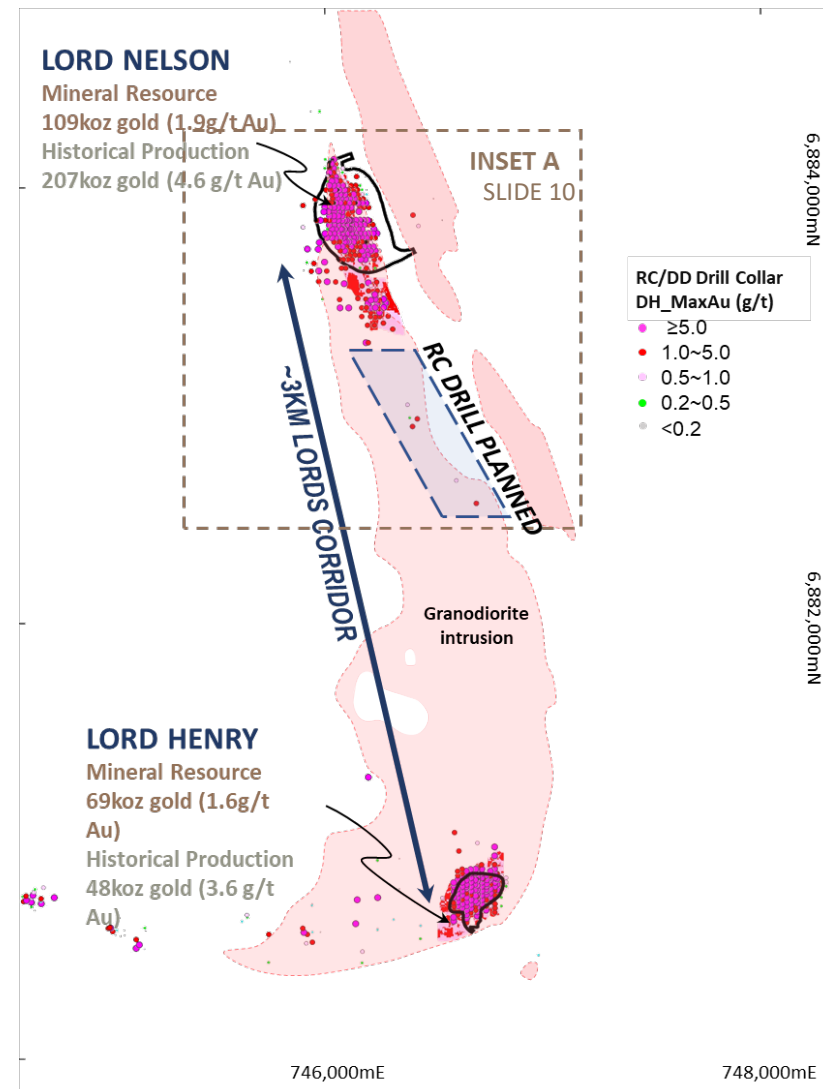 LORD NELSON
Mineral Resource
109koz gold (1.9g/t Au)
Historical Production
207koz gold (4.6 g/t Au)
INSET A
SLIDE 10
6,884,000mN
RC/DD Drill Collar
DH_MaxAu (g/t)
≥5.0
1.0~5.0
0.5~1.0
0.2~0.5
<0.2
RC DRILL PLANNED
~3KM LORDS CORRIDOR
6,882,000mN
Granodiorite
intrusion
LORD HENRY
Mineral Resource
69koz gold (1.6g/t
Au)
Historical Production
48koz gold (3.6 g/t
Au)
746,000mE
748,000mE